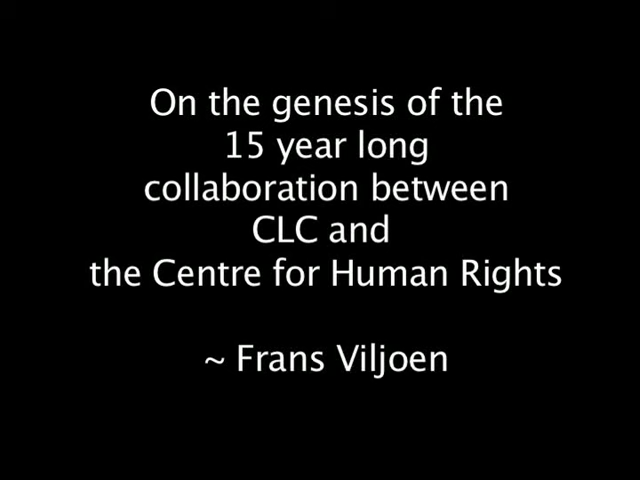 On the genesis of the
15 year long
collaboration between
CLC and
the Centre for Human Rights
~ Frans Viljoen